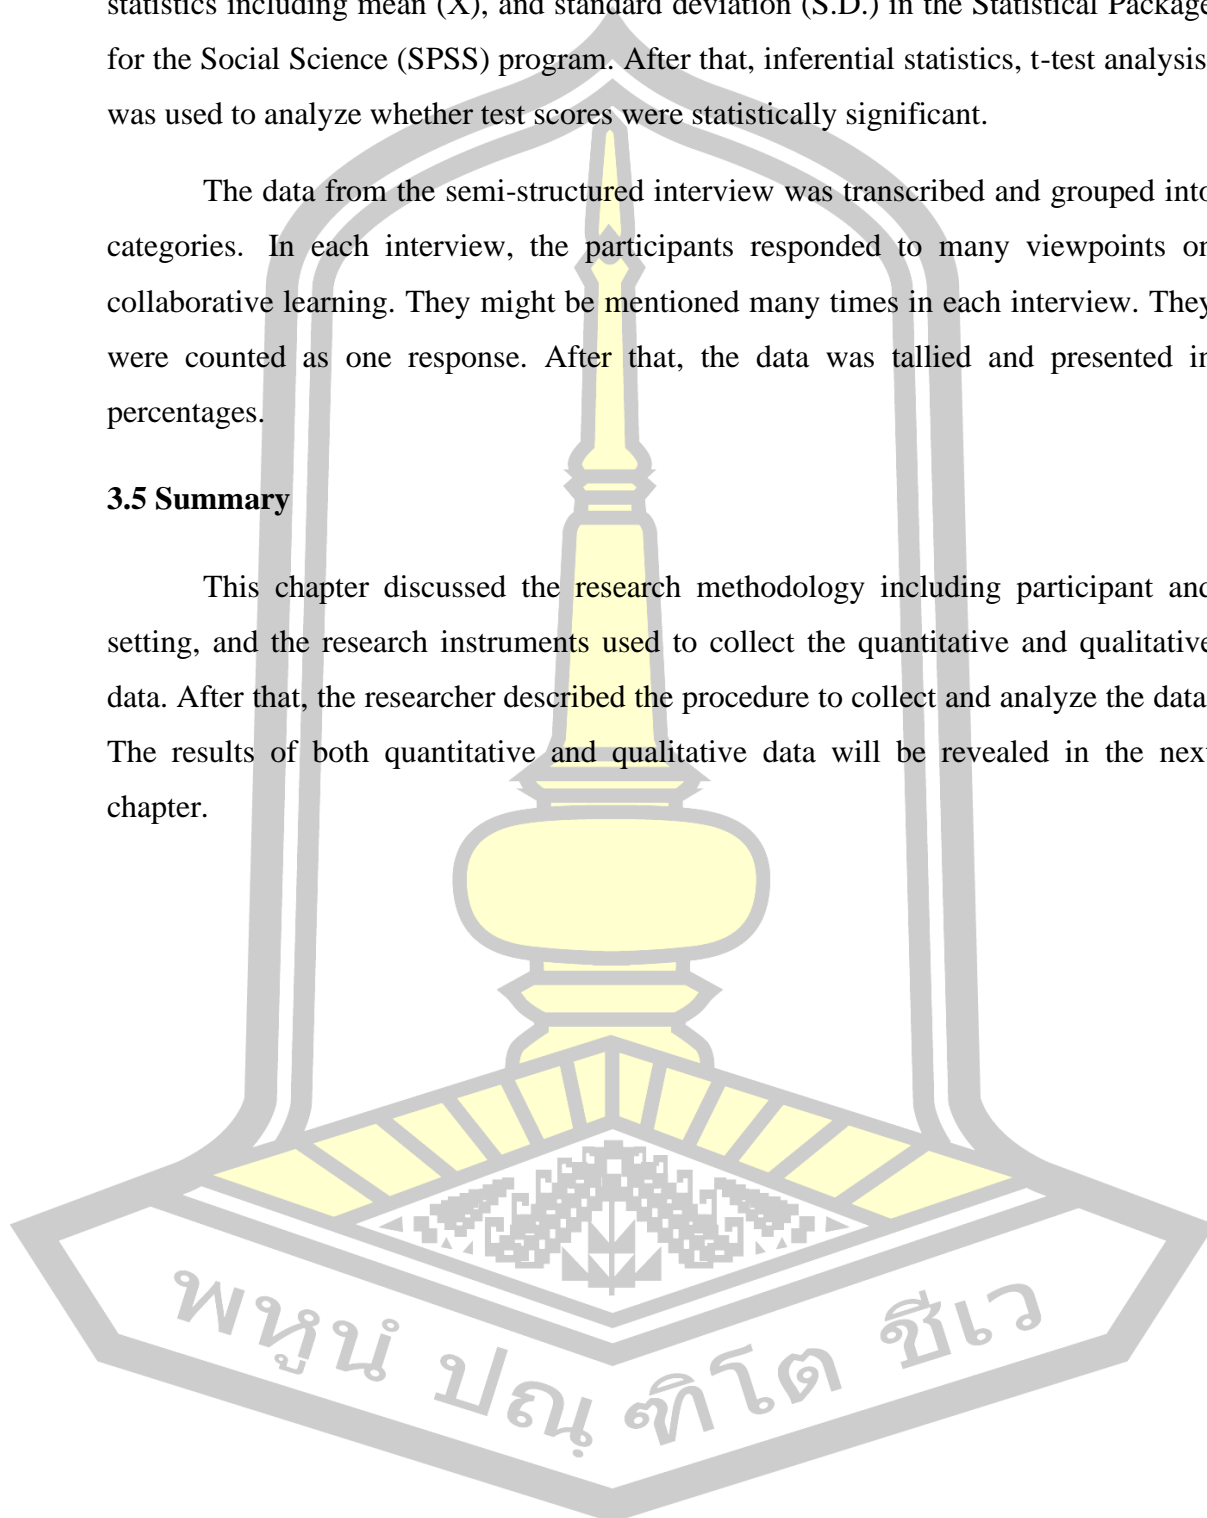 statistics including mean (X), and standard deviation (S.D.) in the Statistical Package
for the Social Science (SPSS) program. After that, inferential statistics, t-test analysis
was used to analyze whether test scores were statistically significant.
The data from the semi-structured interview was transcribed and grouped into
categories. In each interview, the participants responded to many viewpoints on
collaborative learning. They might be mentioned many times in each interview. They
were counted as one response. After that, the data was tallied and presented in
percentages.
3.5 Summary
This chapter discussed the research methodology including participant and
setting, and the research instruments used to collect the quantitative and qualitative
data. After that, the researcher described the procedure to collect and analyze the data
The results of both quantitative and qualitative data will be revealed in the next
chapter.
พหูนํ ปณฺ ฑิโต ชีเว